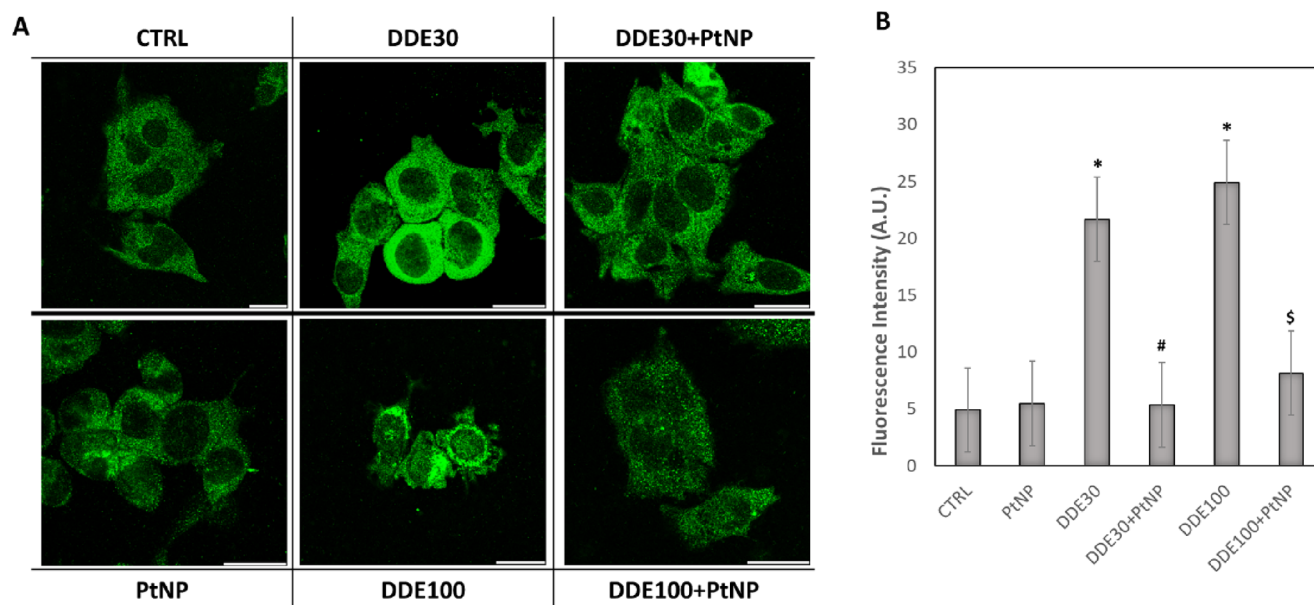 A
CTRL
DDE30
DDE30+PtNP
PtNP
DDE100
DDE100+PtNP
B
Fluorescence Intensity (A.U.)
35
30
25
20
15
10
5
0
*
#
*
$
CTRL
PtNP
DDE30
DDE30+PtNP
DDE100
DDE100+PtNP